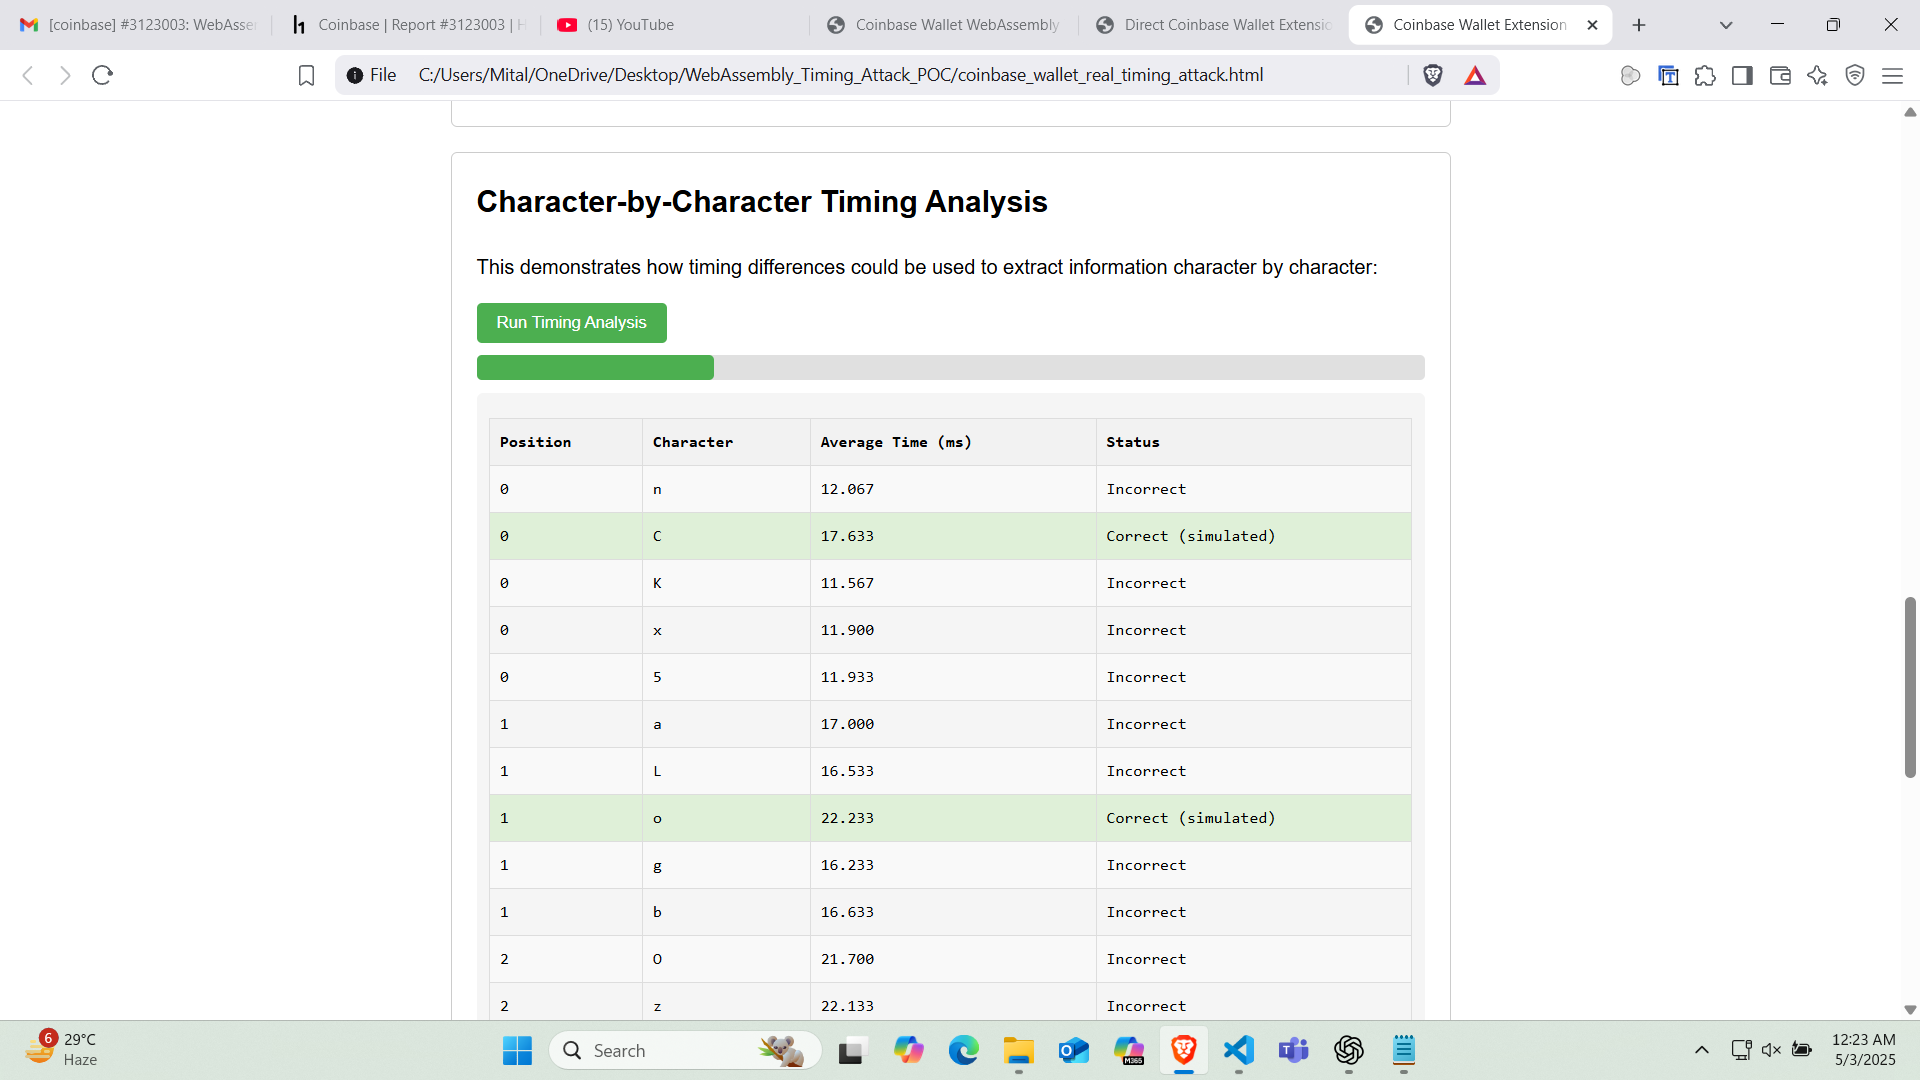 [coinbase] #3123003: WebAsser
Coinbase | Report #3123003 | H
(15) YouTube
Coinbase Wallet WebAssembly
Direct Coinbase Wallet Extensio
Coinbase Wallet Extension
File C:/Users/Mital/OneDrive/Desktop/WebAssembly_Timing_Attack_POC/coinbase_wallet_real_timing_attack.html
Character-by-Character Timing Analysis
This demonstrates how timing differences could be used to extract information character by character:
Run Timing Analysis
Position Character Average Time (ms) Status
0 n 12.067 Incorrect
0 C 17.633 Correct (simulated)
0 K 11.567 Incorrect
0 x 11.900 Incorrect
0 5 11.933 Incorrect
1 a 17.000 Incorrect
1 L 16.533 Incorrect
1 o 22.233 Correct (simulated)
1 g 16.233 Incorrect
1 b 16.633 Incorrect
2 O 21.700 Incorrect
2 z 22.133 Incorrect
6
29°C
Haze
Search
M365
12:23 AM
5/3/2025